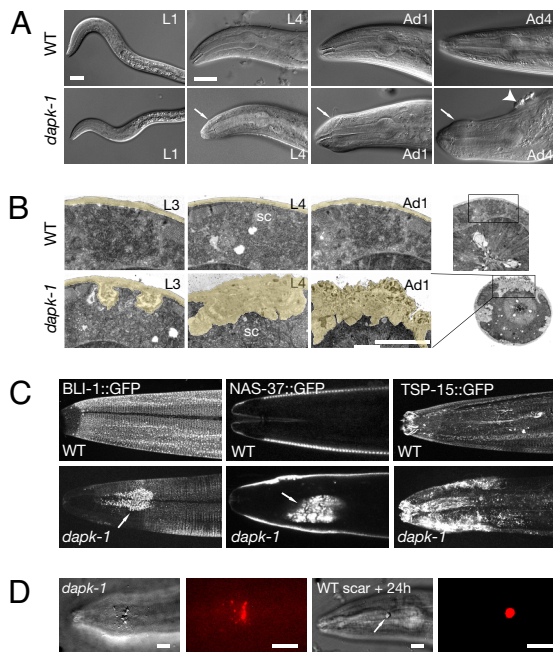 A
WT
L1
L4
Ad1
Ad4
dapk-1
L1
L4
Ad1
Ad4
B
WT
L3
L4
sc
Ad1
dapk-1
L3
L4
sc
Ad1
C
BLI-1::GFP
WT
NAS-37::GFP
WT
TSP-15::GFP
WT
dapk-1
dapk-1
dapk-1
D
dapk-1
WT scar + 24h